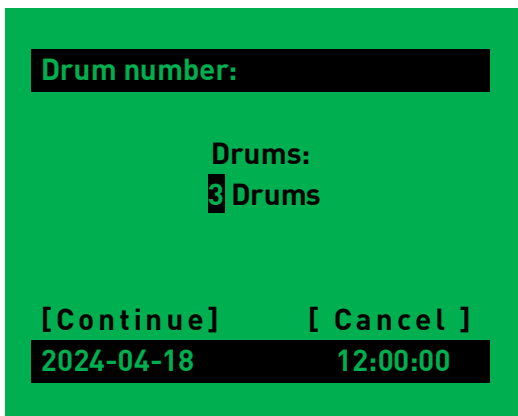 Drum number:
Drums:
3 Drums
[Continue] [ Cancel ]
2024-04-18 12:00:00